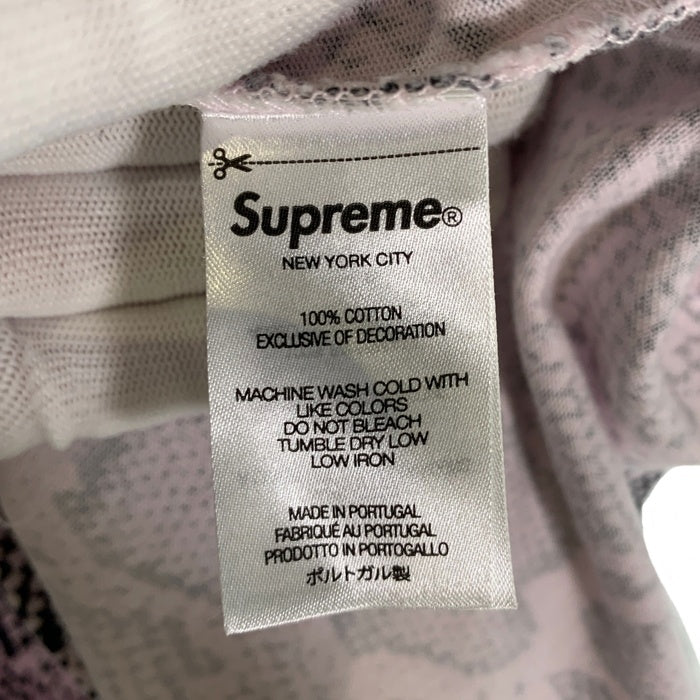 Supreme®
NEW YORK CITY
100% COTTON
EXCLUSIVE OF DECORATION
MACHINE WASH COLD WITH
LIKE COLORS
DO NOT BLEACH
TUMBLE DRY LOW
LOW IRON
MADE IN PORTUGAL
FABRIQUÉ AU PORTUGAL
PRODOTTO IN PORTOGALLO
ポルトガル製